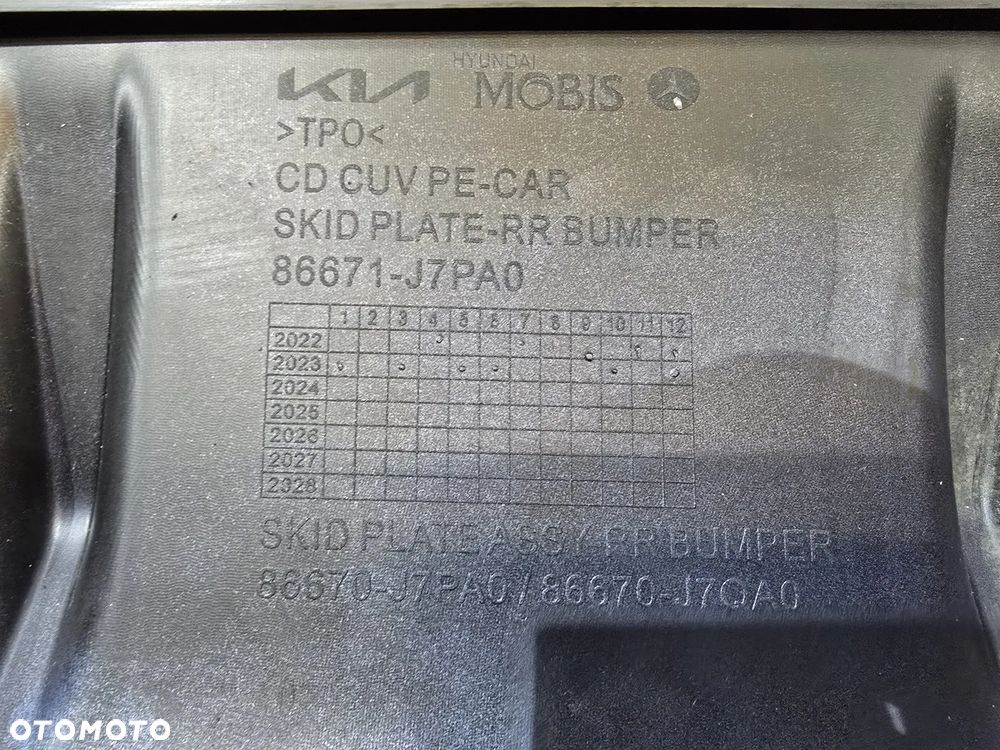 KIA HYUNDAI MOBIS
>TPO<
CD CUV PE-CAR
SKID PLATE-RR BUMPER
86671-J7PA0
1 2 3 4 5 6 7 8 9 10 11 12
2022
2023
2024
2025
2026
2027
2328
SKID PLATE ASSY-RR BUMPER
86670-J7PA0 / 86670-J7QA0
OTOMOTO